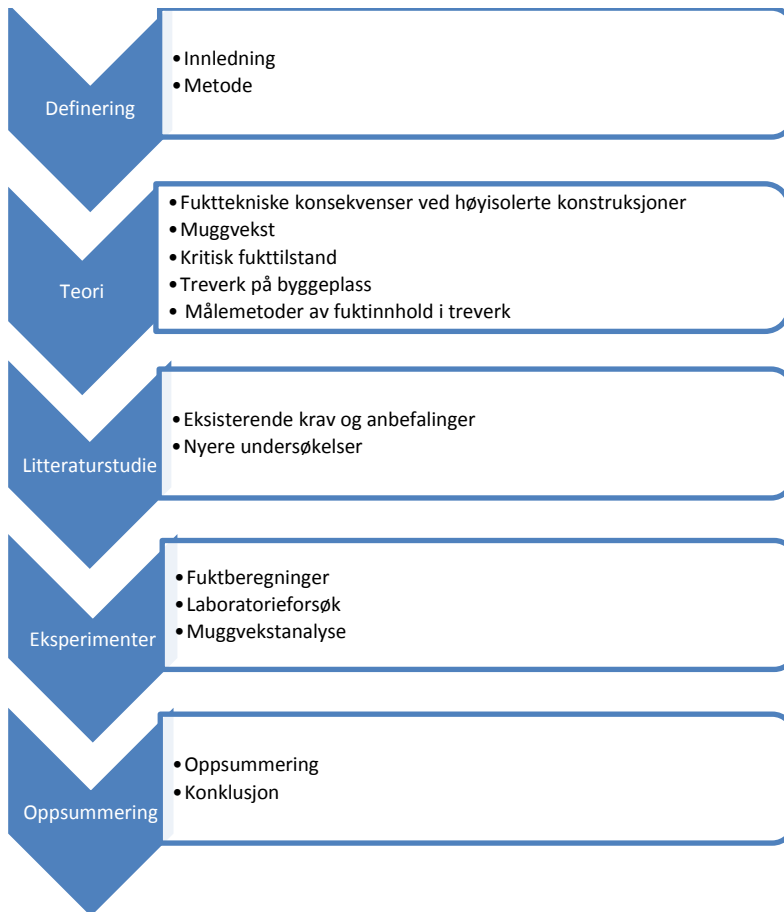 Definering
• Innledning
• Metode
Teori
• Fukttekniske konsekvenser ved høyisolerte konstruksjoner
• Muggvekst
• Kritisk fukttilstand
• Treverk på byggeplass
• Målemetoder av fuktinnhold i treverk
Litteraturstudie
• Eksisterende krav og anbefalinger
• Nyere undersøkelser
Eksperimenter
• Fuktberegninger
• Laboratorieforsøk
• Muggvekstanalyse
Oppsummering
• Oppsummering
• Konklusjon